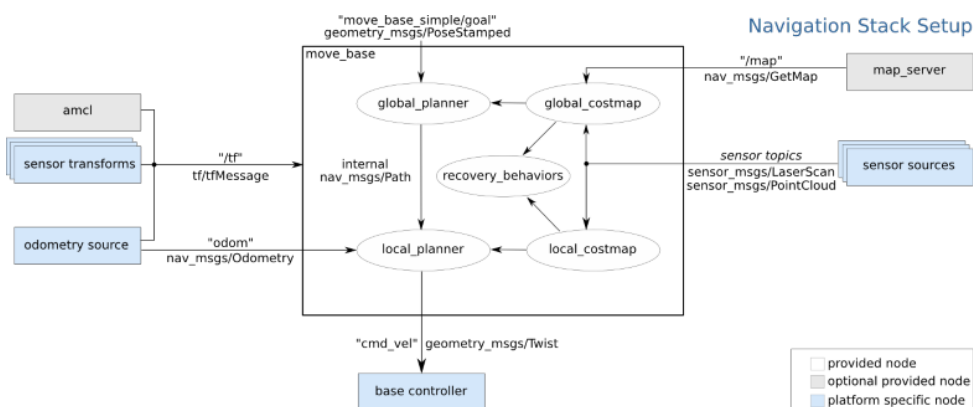 "move_base_simple/goal"
geometry_msgs/PoseStamped
Navigation Stack Setup
move_base
"/map"
nav_msgs/GetMap
map_server
amcl
global_planner
global_costmap
sensor transforms
"/tf"
tf/tfMessage
internal
nav_msgs/Path
recovery_behaviors
sensor topics
sensor_msgs/LaserScan
sensor_msgs/PointCloud
sensor sources
odometry source
"odom"
nav_msgs/Odometry
local_planner
local_costmap
"cmd_vel" geometry_msgs/Twist
base controller
provided node
optional provided node
platform specific node